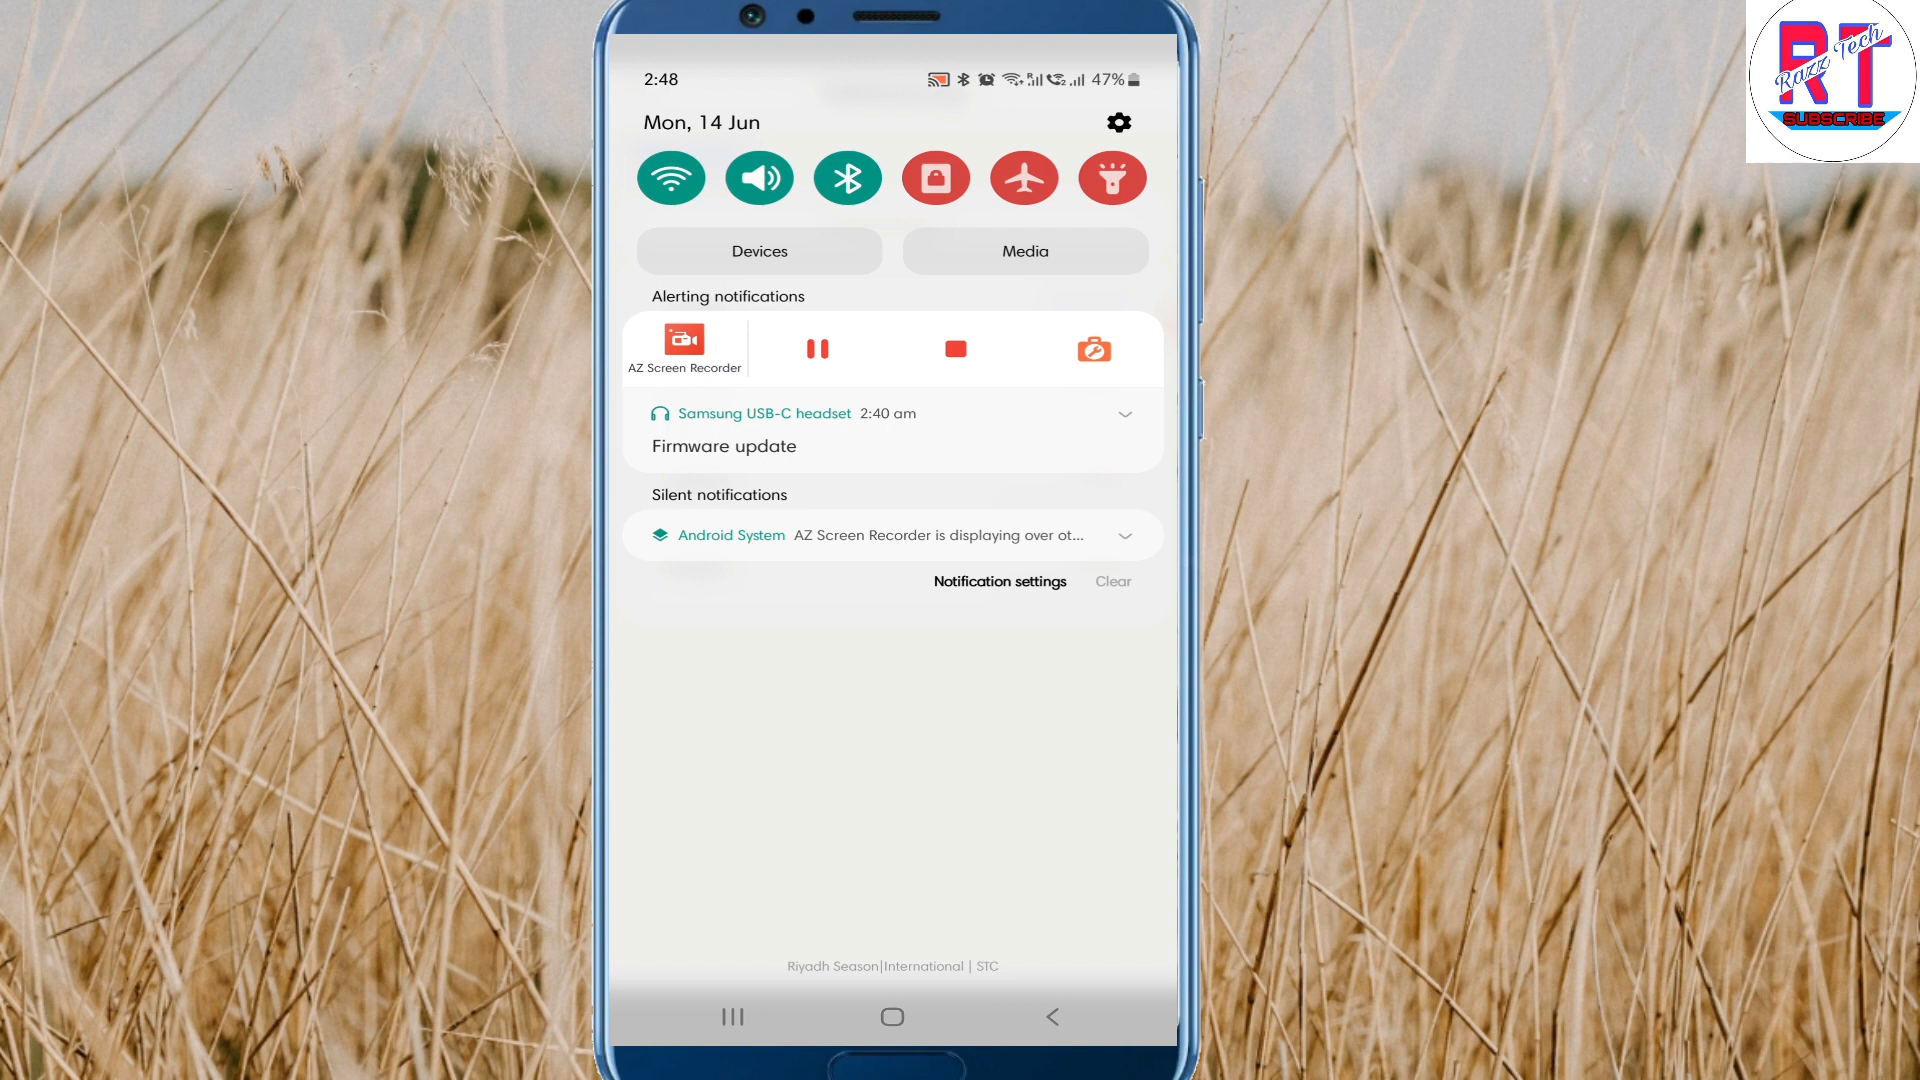 2:48
47%
Mon, 14 Jun
Devices
Media
Alerting notifications
AZ Screen Recorder
Samsung USB-C headset 2:40 am
Firmware update
Silent notifications
Android System AZ Screen Recorder is displaying over ot...
Notification settings
Clear
Riyadh Season|International | STC
RT
Razz Tech
SUBSCRIBE